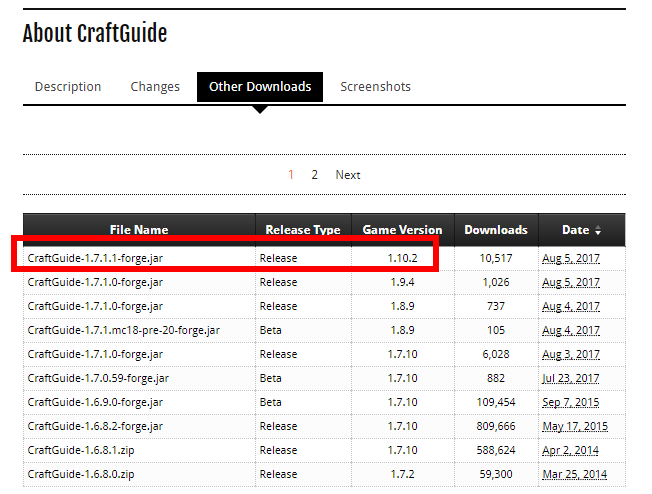 About CraftGuide
Description Changes Other Downloads Screenshots
1 2 Next
File Name Release Type Game Version Downloads Date
CraftGuide-1.7.1.1-forge.jar Release 1.10.2 10,517 Aug 5, 2017
CraftGuide-1.7.1.0-forge.jar Release 1.9.4 1,026 Aug 5, 2017
CraftGuide-1.7.1.0-forge.jar Release 1.8.9 737 Aug 4, 2017
CraftGuide-1.7.1.mc18-pre-20-forge.jar Beta 1.8.9 105 Aug 4, 2017
CraftGuide-1.7.1.0-forge.jar Release 1.7.10 6,028 Aug 3, 2017
CraftGuide-1.7.0.59-forge.jar Beta 1.7.10 882 Jul 23, 2017
CraftGuide-1.6.9.0-forge.jar Beta 1.7.10 109,454 Sep 7, 2015
CraftGuide-1.6.8.2-forge.jar Release 1.7.10 809,666 May 17, 2015
CraftGuide-1.6.8.1.zip Release 1.7.10 588,624 Apr 2, 2014
CraftGuide-1.6.8.0.zip Release 1.7.2 59,300 Mar 25, 2014